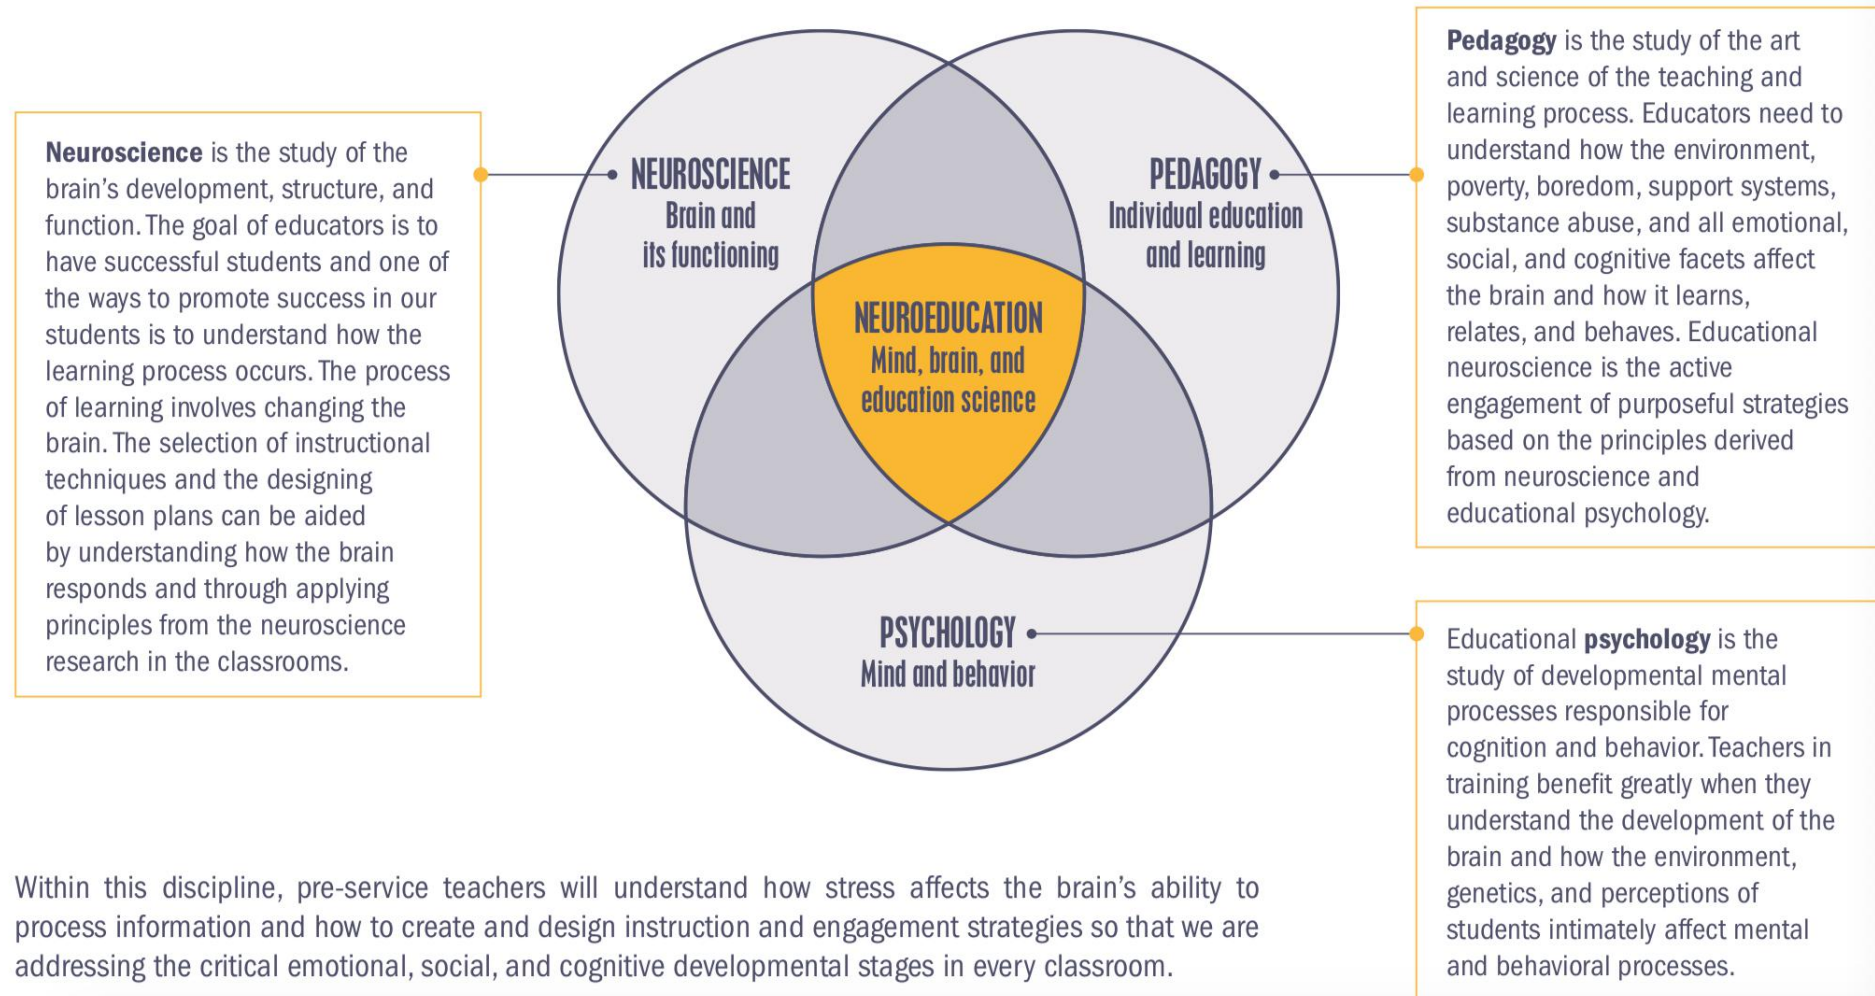 Neuroscience is the study of the
brain's development, structure, and
function. The goal of educators is to
have successful students and one of
the ways to promote success in our
students is to understand how the
learning process occurs. The process
of learning involves changing the
brain. The selection of instructional
techniques and the designing
of lesson plans can be aided
by understanding how the brain
responds and through applying
principles from the neuroscience
research in the classrooms.
NEUROSCIENCE
Brain and
its functioning
PEDAGOGY
Individual education
and learning
NEUROEDUCATION
Mind, brain, and
education science
PSYCHOLOGY
Mind and behavior
Pedagogy is the study of the art
and science of the teaching and
learning process. Educators need to
understand how the environment,
poverty, boredom, support systems,
substance abuse, and all emotional,
social, and cognitive facets affect
the brain and how it learns,
relates, and behaves. Educational
neuroscience is the active
engagement of purposeful strategies
based on the principles derived
from neuroscience and
educational psychology.
Educational psychology is the
study of developmental mental
processes responsible for
cognition and behavior. Teachers in
training benefit greatly when they
understand the development of the
brain and how the environment,
genetics, and perceptions of
students intimately affect mental
and behavioral processes.
Within this discipline, pre-service teachers will understand how stress affects the brain's ability to
process information and how to create and design instruction and engagement strategies so that we are
addressing the critical emotional, social, and cognitive developmental stages in every classroom.